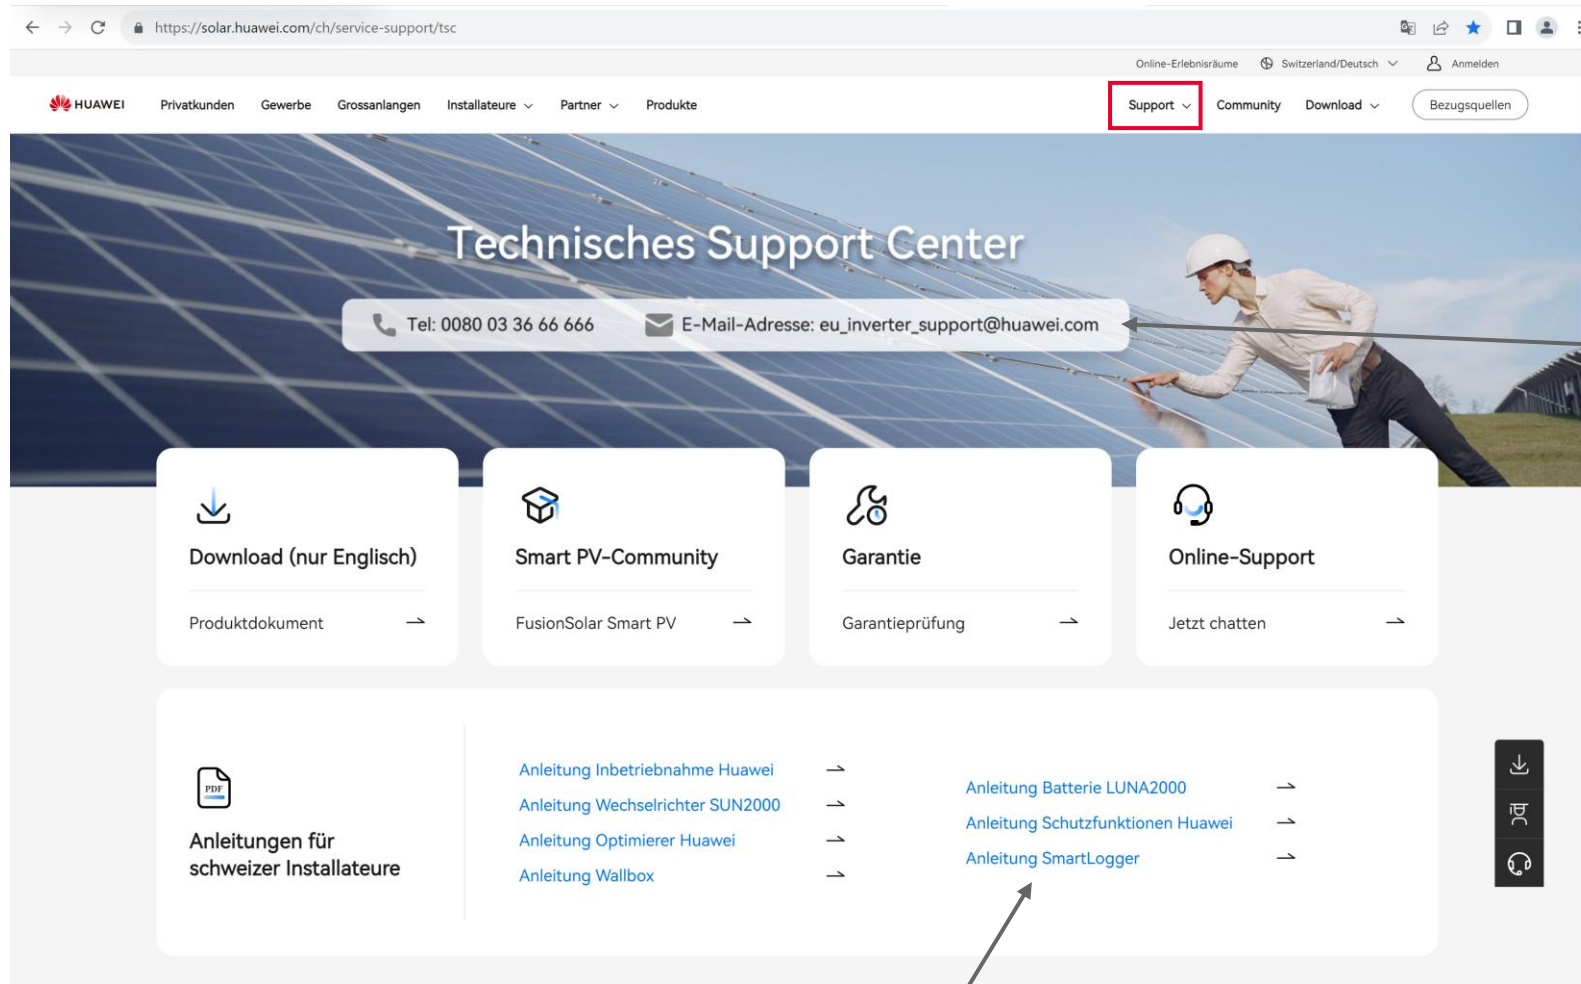 https://solar.huawei.com/ch/service-support/tsc
Online-Erlebnisräume Switzerland/Deutsch Anmelden
HUAWEI Privatkunden Gewerbe Grossanlangen Installateure Partner Produkte Support Community Download Bezugsquellen
Technisches Support Center
Tel: 0080 03 36 66 666 E-Mail-Adresse: eu_inverter_support@huawei.com
Download (nur Englisch)
Produktdokument
Smart PV-Community
FusionSolar Smart PV
Garantie
Garantieprüfung
Online-Support
Jetzt chatten
PDF
Anleitungen für
schweizer Installateure
Anleitung Inbetriebnahme Huawei
Anleitung Wechselrichter SUN2000
Anleitung Optimierer Huawei
Anleitung Wallbox
Anleitung Batterie LUNA2000
Anleitung Schutzfunktionen Huawei
Anleitung SmartLogger